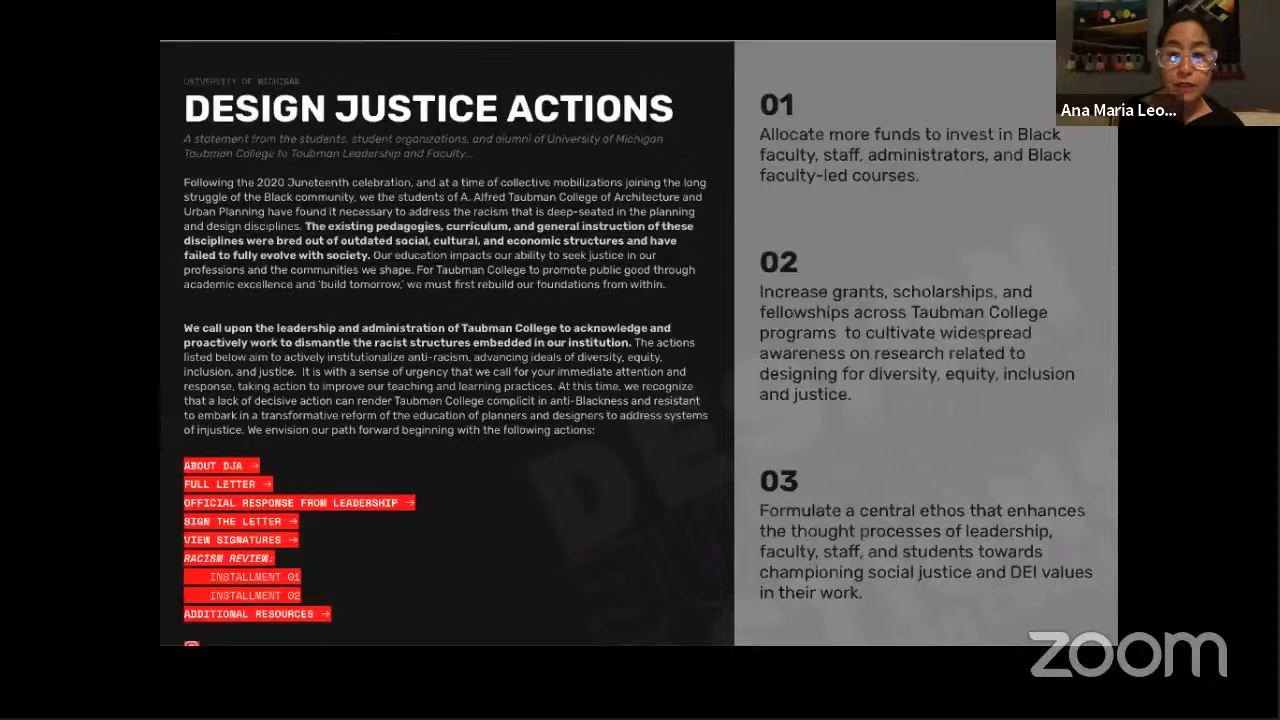 UNIVERSITY OF MICHIGAN
DESIGN JUSTICE ACTIONS
A statement from the students, student organizations, and alumni of University of Michigan
Taubman College to Taubman Leadership and Faculty...
Following the 2020 Juneteenth celebration, and at a time of collective mobilizations joining the long
struggle of the Black community, we the students of A. Alfred Taubman College of Architecture and
Urban Planning have found it necessary to address the racism that is deep-seated in the planning
and design disciplines. The existing pedagogies, curriculum, and general instruction of these
disciplines were bred out of outdated social, cultural, and economic structures and have
failed to fully evolve with society. Our education impacts our ability to seek justice in our
professions and the communities we shape. For Taubman College to promote public good through
academic excellence and 'build tomorrow,' we must first rebuild our foundations from within.
We call upon the leadership and administration of Taubman College to acknowledge and
proactively work to dismantle the racist structures embedded in our institution. The actions
listed below aim to actively institutionalize anti-racism, advancing ideals of diversity, equity,
inclusion, and justice. It is with a sense of urgency that we call for your immediate attention and
response, taking action to improve our teaching and learning practices. At this time, we recognize
that a lack of decisive action can render Taubman College complicit in anti-Blackness and resistant
to embark in a transformative reform of the education of planners and designers to address systems
of injustice. We envision our path forward beginning with the following actions:
ABOUT DJA →
FULL LETTER →
OFFICIAL RESPONSE FROM LEADERSHIP →
SIGN THE LETTER →
VIEW SIGNATURES →
RACISM REVIEW:
INSTALLMENT 01
INSTALLMENT 02
ADDITIONAL RESOURCES →
01
Allocate more funds to invest in Black
faculty, staff, administrators, and Black
faculty-led courses.
02
Increase grants, scholarships, and
fellowships across Taubman College
programs to cultivate widespread
awareness on research related to
designing for diversity, equity, inclusion
and justice.
03
Formulate a central ethos that enhances
the thought processes of leadership,
faculty, staff, and students towards
championing social justice and DEI values
in their work.
Ana Maria Leo...
zoom